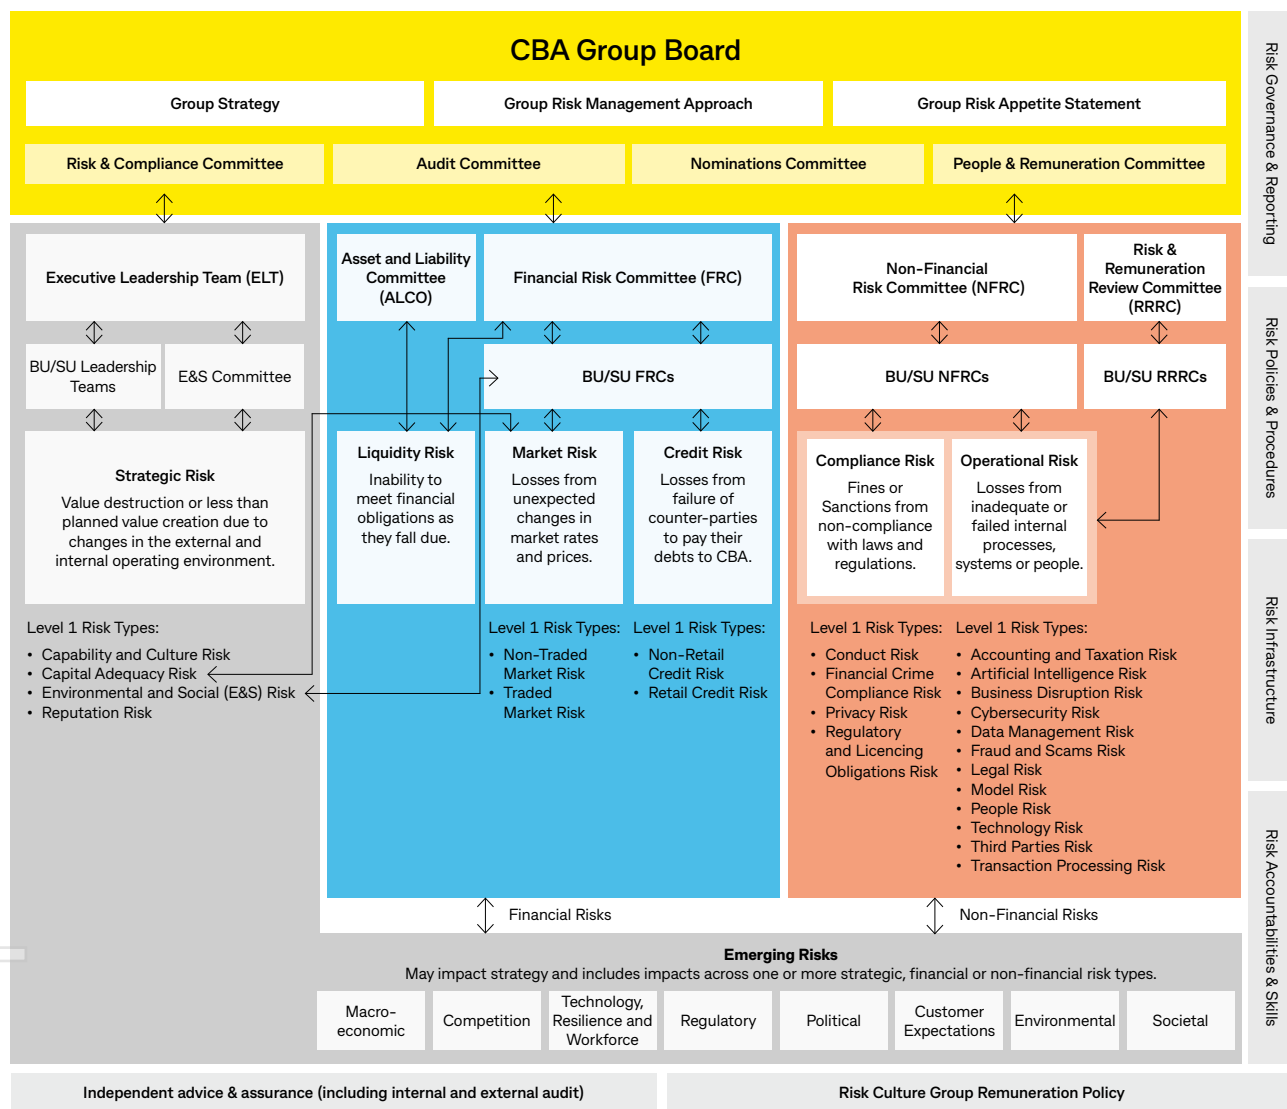 CBA Group Board
Group Strategy
Group Risk Management Approach
Group Risk Appetite Statement
Risk & Compliance Committee
Audit Committee
Nominations Committee
People & Remuneration Committee
Executive Leadership Team (ELT)
BU/SU Leadership
Teams
E&S Committee
Strategic Risk
Value destruction or less than
planned value creation due to
changes in the external and
internal operating environment.
Level 1 Risk Types:
• Capability and Culture Risk
• Capital Adequacy Risk
• Environmental and Social (E&S) Risk
• Reputation Risk
Asset and Liability
Committee
(ALCO)
Financial Risk Committee (FRC)
BU/SU FRCs
Liquidity Risk
Inability to
meet financial
obligations as
they fall due.
Market Risk
Losses from
unexpected
changes in
market rates
and prices.
Level 1 Risk Types:
• Non-Traded
Market Risk
• Traded
Market Risk
Credit Risk
Losses from
failure of
counter-parties
to pay their
debts to CBA.
Level 1 Risk Types:
• Non-Retail
Credit Risk
• Retail Credit Risk
Non-Financial
Risk Committee (NFRC)
Risk &
Remuneration
Review Committee
(RRRC)
BU/SU NFRCs
BU/SU RRRCs
Compliance Risk
Fines or
Sanctions from
non-compliance
with laws and
regulations.
Level 1 Risk Types:
• Conduct Risk
• Financial Crime
Compliance Risk
• Privacy Risk
• Regulatory
and Licencing
Obligations Risk
Operational Risk
Losses from
inadequate or
failed internal
processes,
systems or people.
Level 1 Risk Types:
• Accounting and Taxation Risk
• Artificial Intelligence Risk
• Business Disruption Risk
• Cybersecurity Risk
• Data Management Risk
• Fraud and Scams Risk
• Legal Risk
• Model Risk
• People Risk
• Technology Risk
• Third Parties Risk
• Transaction Processing Risk
Financial Risks
Non-Financial Risks
Emerging Risks
May impact strategy and includes impacts across one or more strategic, financial or non-financial risk types.
Macro-
economic
Competition
Technology,
Resilience and
Workforce
Regulatory
Political
Customer
Expectations
Environmental
Societal
Independent advice & assurance (including internal and external audit)
Risk Culture Group Remuneration Policy
Risk Governance & Reporting
Risk Policies & Procedures
Risk Infrastructure
Risk Accountabilities & Skills